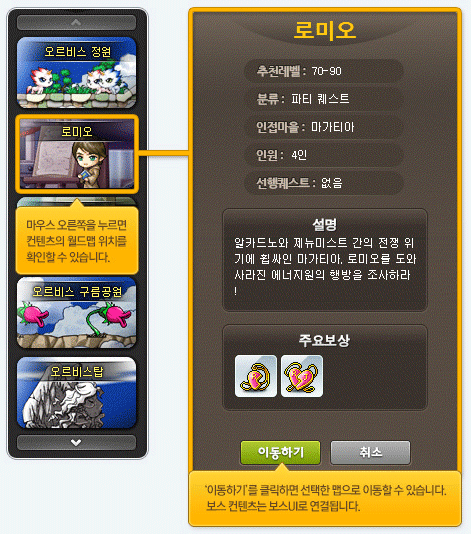 오르비스 정원
로미오
마우스 오른쪽을 누르면
컨텐츠의 월드맵 위치를
확인할 수 있습니다.
오르비스 구름공원
오르비스탑
로미오
추천레벨 : 70-90
분류 : 파티 퀘스트
인접마을 : 마가티아
인원 : 4인
선행퀘스트 : 없음
설명
알카드노와 제뉴미스트 간의 전쟁 위
기에 휩싸인 마가티아, 로미오를 도와
사라진 에너지원의 행방을 조사하라
!
주요보상
이동하기
취소
'이동하기'를 클릭하면 선택한 맵으로 이동할 수 있습니다.
보스 컨텐츠는 보스UI로 연결됩니다.